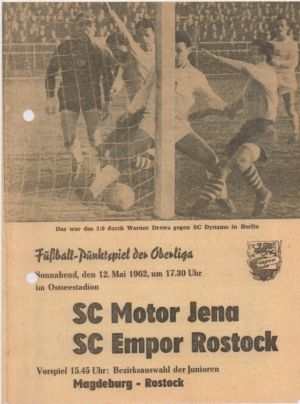 Das war das 1:0 durch Werner Drews gegen SC Dynamo in Berlin
Fußball-Punktspiel der Oberliga
Sonnabend, den 12. Mai 1962, um 17.30 Uhr
im Ostseestadion
SC Motor Jena
SC Empor Rostock
Vorspiel 15.45 Uhr: Bezirksauswahl der Junioren
Magdeburg - Rostock